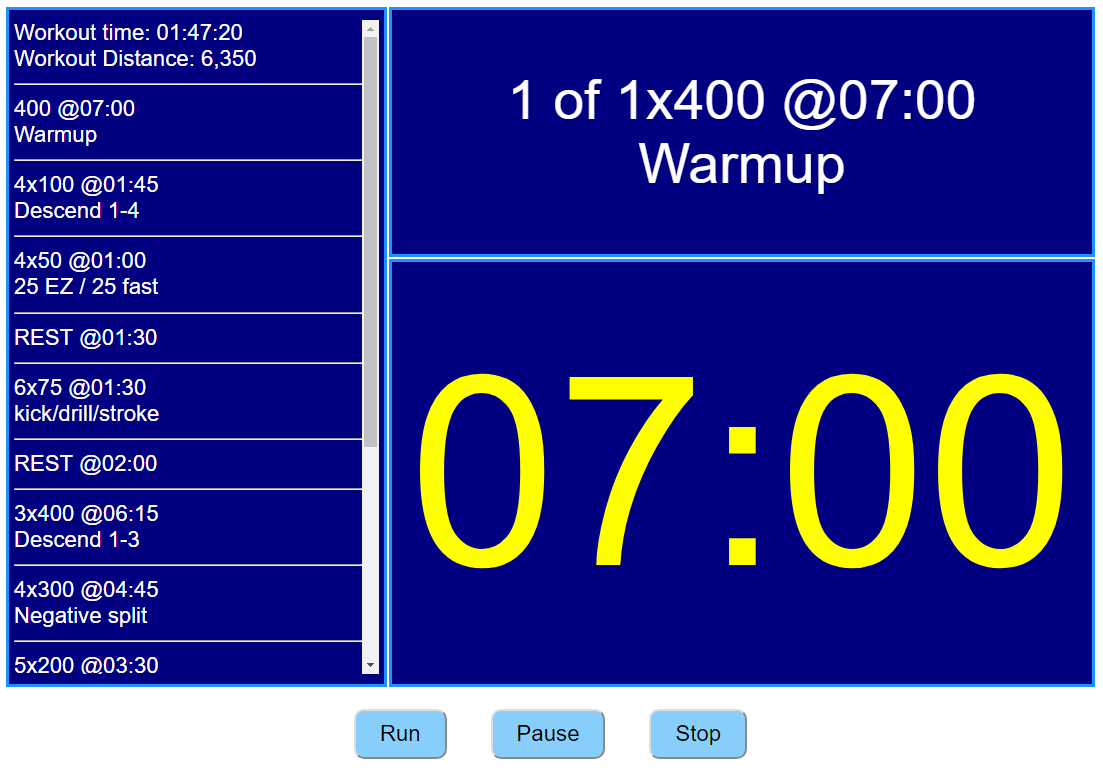 Workout time: 01:47:20
Workout Distance: 6,350
400 @07:00
Warmup
4x100 @01:45
Descend 1-4
4x50 @01:00
25 EZ / 25 fast
REST @01:30
6x75 @01:30
kick/drill/stroke
REST @02:00
3x400 @06:15
Descend 1-3
4x300 @04:45
Negative split
5x200 @03:30
1 of 1x400 @07:00
Warmup
07:00
Run
Pause
Stop